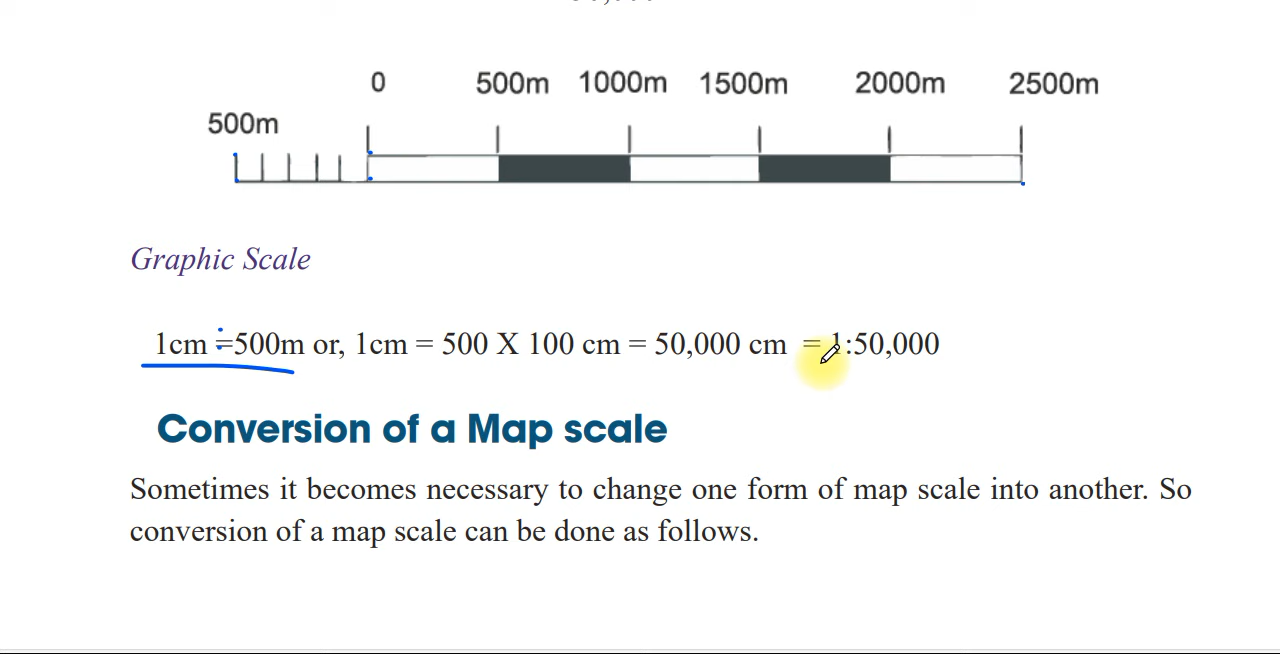 0 500m 1000m 1500m 2000m 2500m
500m
Graphic Scale
1cm =500m or, 1cm = 500 X 100 cm = 50,000 cm = 1:50,000
Conversion of a Map scale
Sometimes it becomes necessary to change one form of map scale into another. So
conversion of a map scale can be done as follows.